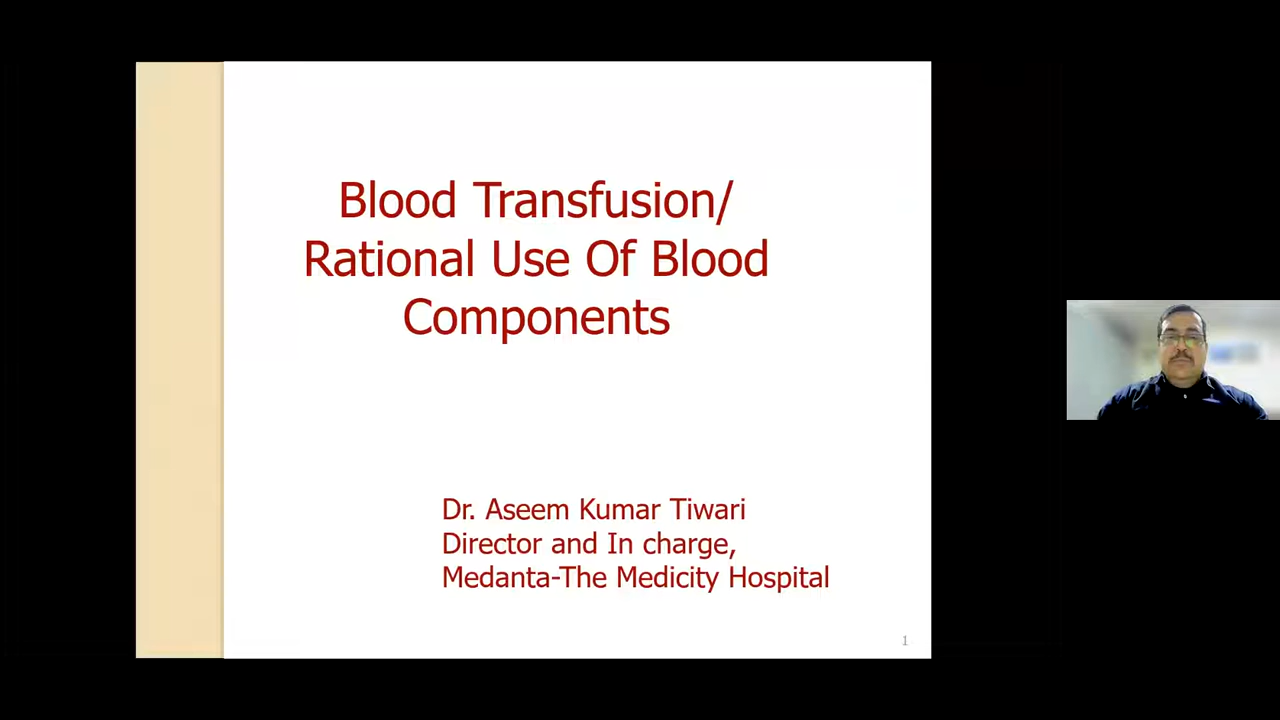 Blood Transfusion/
Rational Use Of Blood
Components
Dr. Aseem Kumar Tiwari
Director and In charge,
Medanta-The Medicity Hospital
1